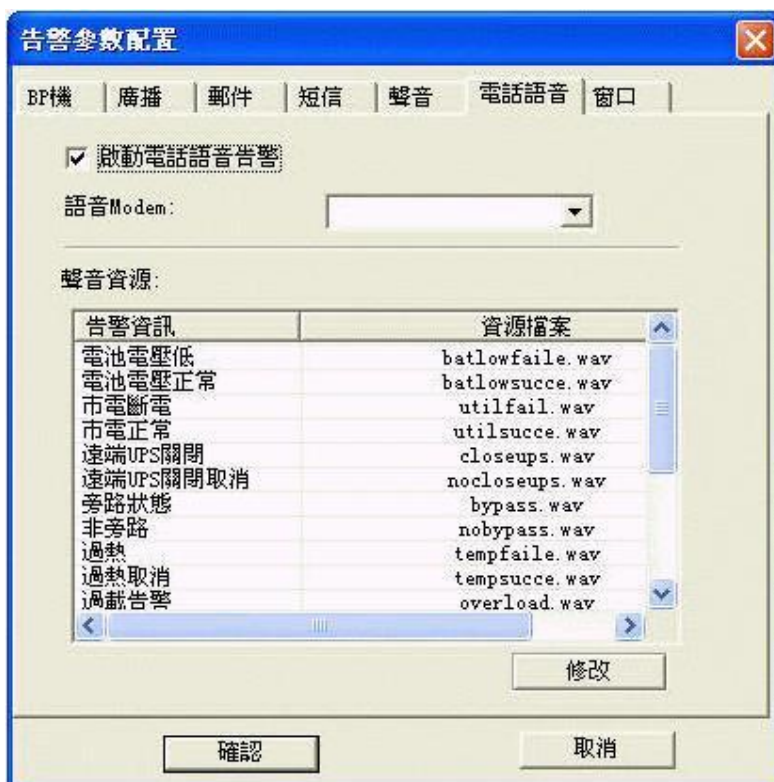 告警參數配置
BP機 廣播 郵件 短信 聲音 電話語音 窗口
啟動電話語音告警
語音Modem:
聲音資源:
告警資訊 資源檔案
電池電壓低 batlowfaile.wav
電池電壓正常 batlowsucce.wav
市電斷電 utilfail.wav
市電正常 utilsucce.wav
遠端UPS關閉 closeups.wav
遠端UPS關閉取消 nocloseups.wav
旁路狀態 bypass.wav
非旁路 nobypass.wav
過熱 tempfaile.wav
過熱取消 tempsucce.wav
過載告警 overload.wav
修改
確認 取消